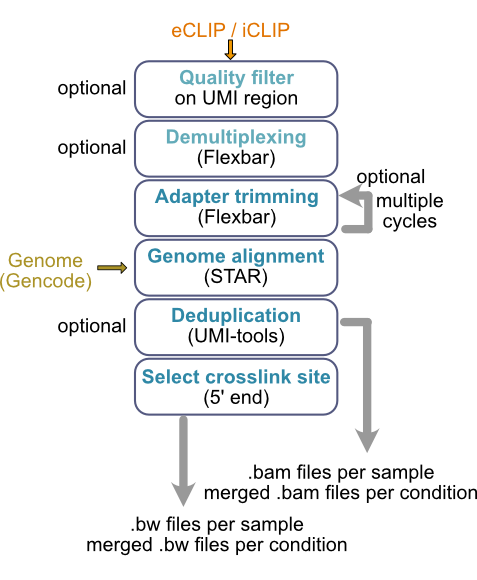 eCLIP / iCLIP
optional
Quality filter
on UMI region
optional
Demultiplexing
(Flexbar)
Adapter trimming
(Flexbar)
optional
multiple
cycles
Genome
(Gencode)
Genome alignment
(STAR)
optional
Deduplication
(UMI-tools)
Select crosslink site
(5' end)
.bam files per sample
merged .bam files per condition
.bw files per sample
merged .bw files per condition